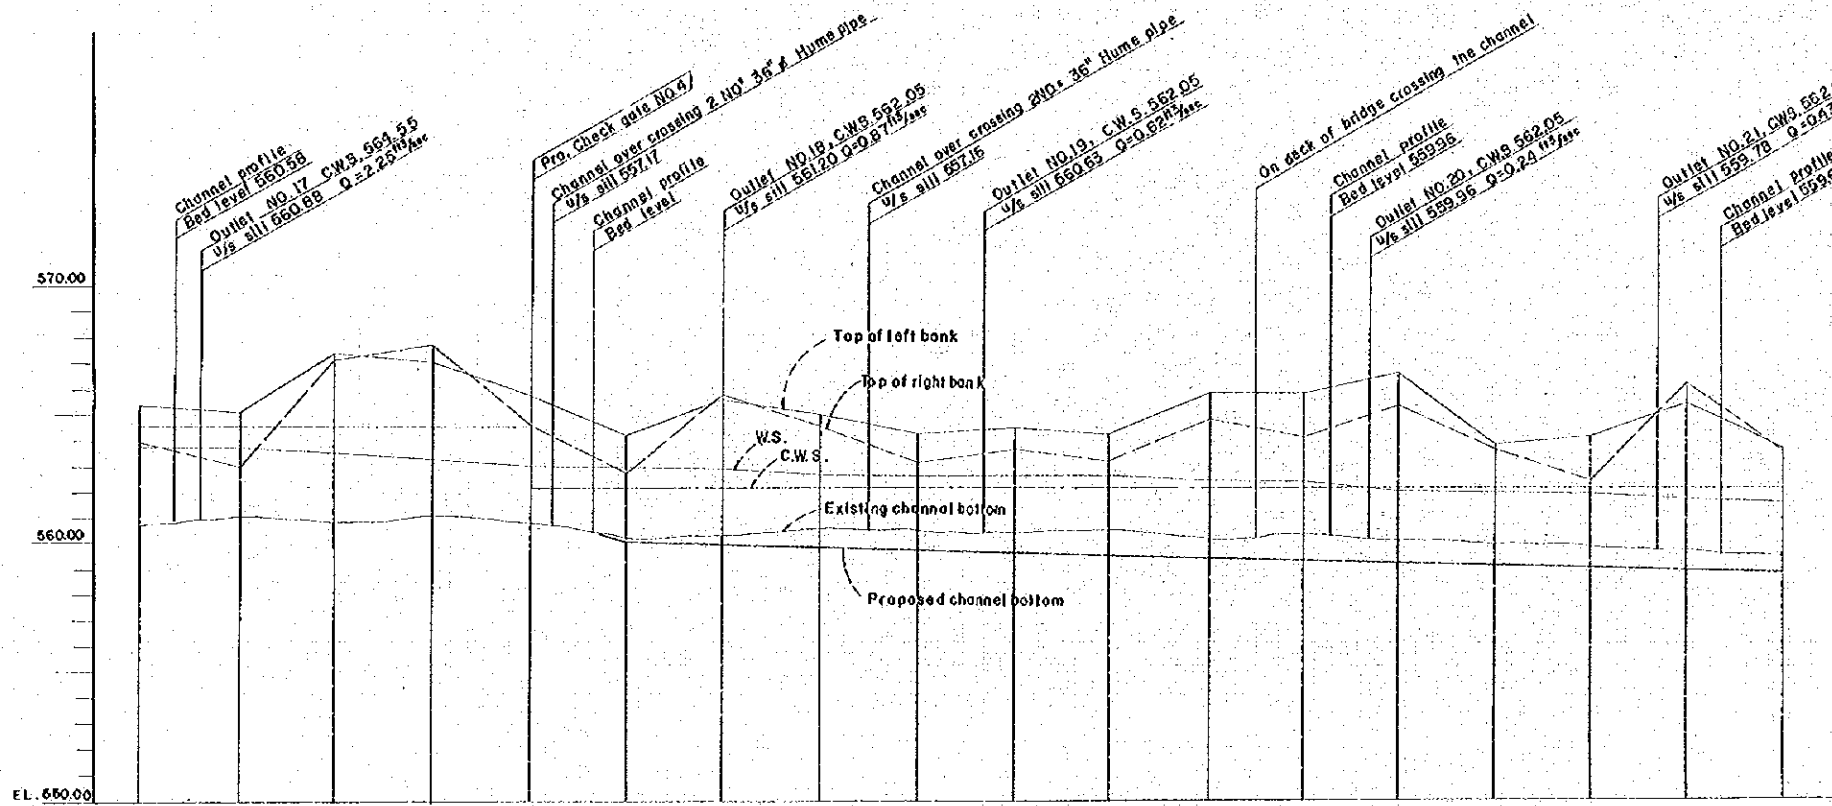 Channel profile
Bed level 560.58
Outlet NO. 17 C.W.S. 564.55
u/s sill 560.68 Q=2.25 ft3/sec
Pro. Check gate NO.4
Channel over crossing 2 NOs 36"φ Hume pipe
u/s sill 557.17
Channel profile
Bed level
Outlet NO.18, C.W.S. 562.05
u/s sill 561.20 Q=0.87 ft3/sec
Channel over crossing 2NOs 36" Hume pipe
u/s sill 557.15
Outlet NO.19, C.W.S. 562.05
u/s sill 560.63 Q=0.62 ft3/sec
On deck of bridge crossing the channel
Channel profile
Bed level 559.96
Outlet NO.20, C.W.S 562.05
u/s sill 559.96 Q=0.24 ft3/sec
Outlet NO.21, C.W.S. 562.
u/s sill 559.78 Q=0.4
Channel profile
Bed level 559.
570.00
Top of left bank
Top of right bank
W.S.
C.W.S.
Existing channel bottom
560.00
Proposed channel bottom
EL. 550.00